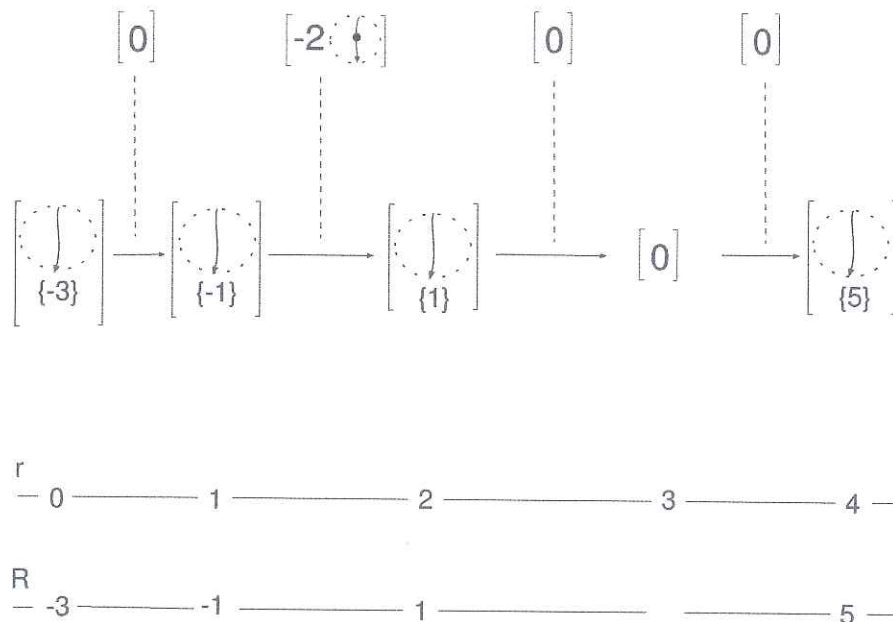 [0] [-2 ] [0] [0]
{-3} {-1} {1} [0] {5}
r
0 1 2 3 4
R
-3 -1 1 5